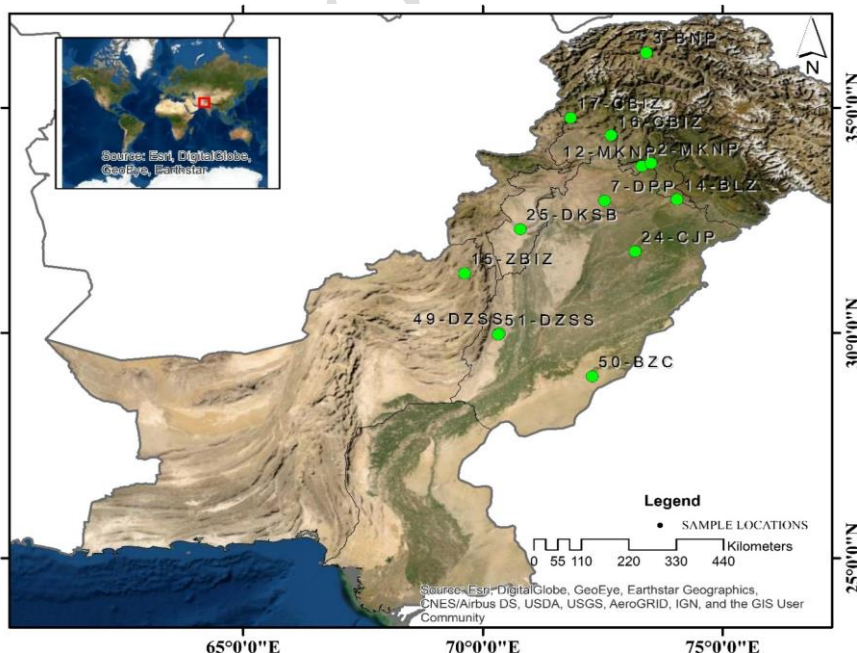 3-BNP
N
17-GBIZ
35°0'0"N
16-GBIZ
Source: Esri, DigitalGlobe,
GeoEye, Earthstar
12-MKNP
2-MKNP
7-DPP
14-BLZ
25-DKSB
24-CJP
15-ZBIZ
49-DZSS
51-DZSS
30°0'0"N
50-BZC
Legend
SAMPLE LOCATIONS
Kilometers
0 55 110 220 330 440
25°0'0"N
Source: Esri, DigitalGlobe, GeoEye, Earthstar Geographics,
CNES/Airbus DS, USDA, USGS, AeroGRID, IGN, and the GIS User
Community
65°0'0"E 70°0'0"E 75°0'0"E